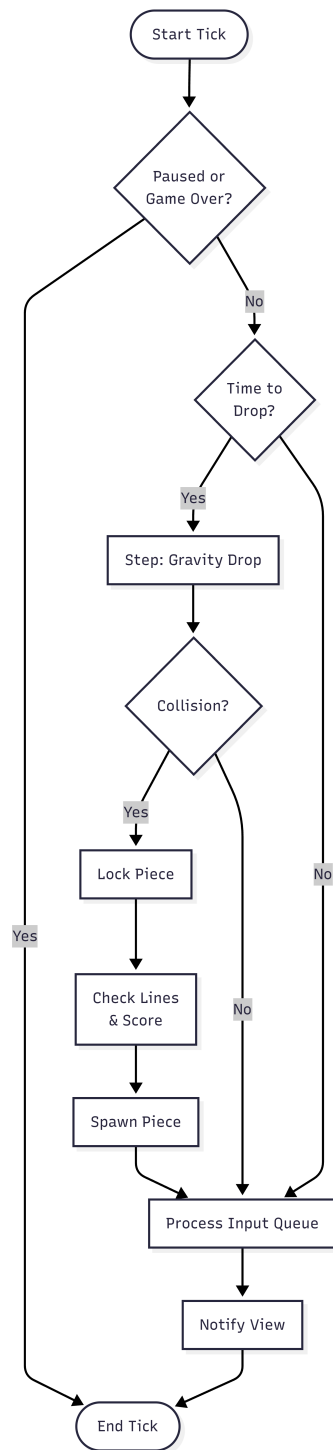 Start Tick
Paused or
Game Over?
No
Time to
Drop?
Yes
Step: Gravity Drop
Collision?
Yes
Lock Piece
No
Yes
Check Lines
& Score
No
Spawn Piece
Process Input Queue
Notify View
End Tick